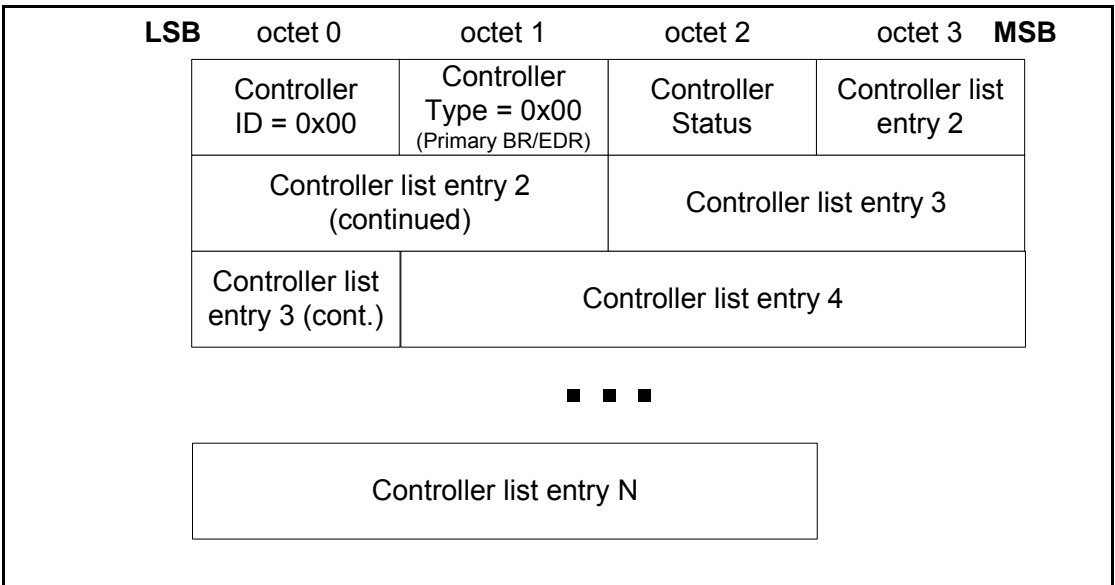 LSB octet 0 octet 1 octet 2 octet 3 MSB
Controller ID = 0x00
Controller Type = 0x00 (Primary BR/EDR)
Controller Status
Controller list entry 2
Controller list entry 2 (continued)
Controller list entry 3
Controller list entry 3 (cont.)
Controller list entry 4
Controller list entry N